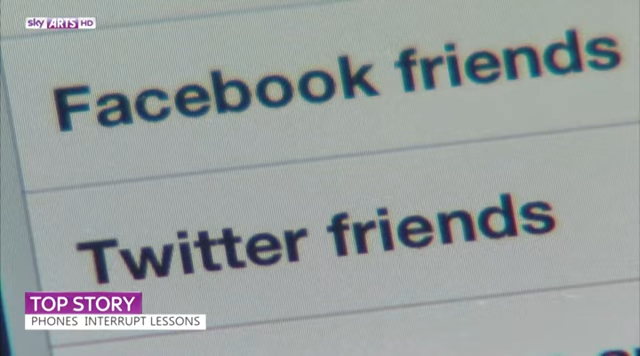 sky ARTS HD
Facebook friends
Twitter friends
TOP STORY
PHONES INTERRUPT LESSONS